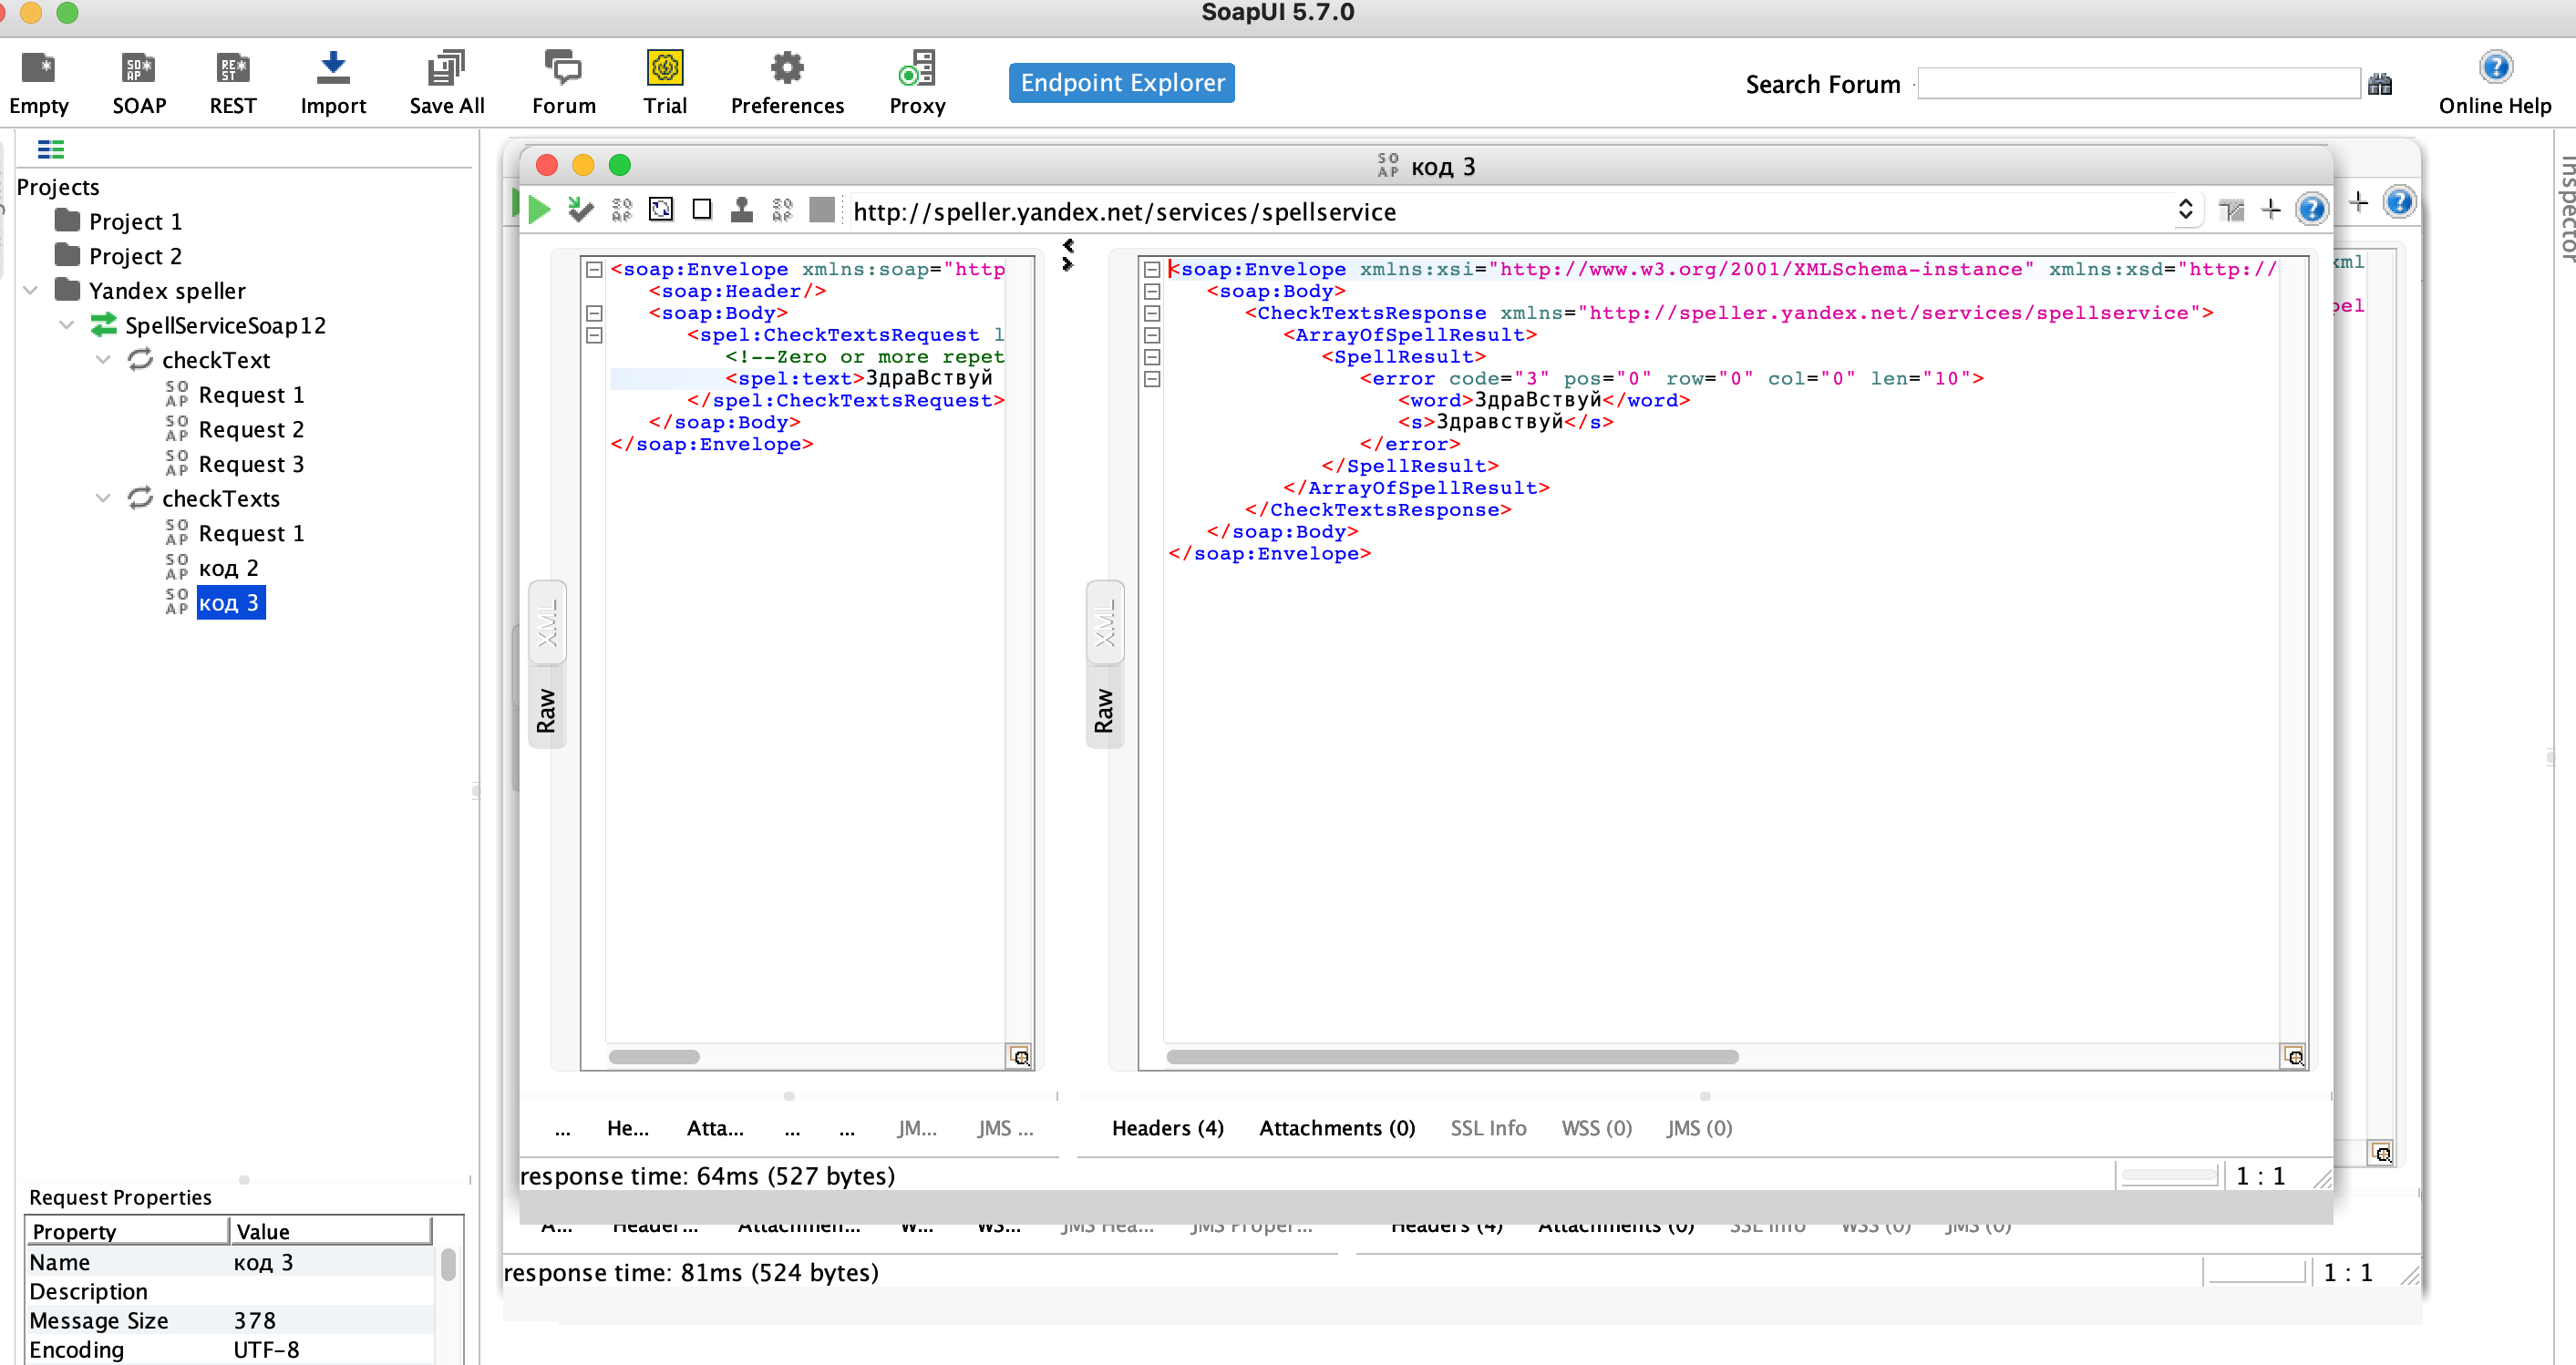 SoapUI 5.7.0
Empty SOAP REST Import Save All Forum Trial Preferences Proxy Endpoint Explorer Search Forum Online Help
Inspector
Projects
Project 1
Project 2
Yandex speller
SpellServiceSoap12
checkText
SOAP Request 1
SOAP Request 2
SOAP Request 3
checkTexts
SOAP Request 1
SOAP код 2
SOAP код 3
Request Properties
Property Value
Name код 3
Description
Message Size 378
Encoding UTF-8
SOAP код 3
http://speller.yandex.net/services/spellservice
XML
Raw
<soap:Envelope xmlns:soap="http
<soap:Header/>
<soap:Body>
<spel:CheckTextsRequest l
<!--Zero or more repet
<spel:text>ЗдраВствуй
</spel:CheckTextsRequest>
</soap:Body>
</soap:Envelope>
XML
Raw
<soap:Envelope xmlns:xsi="http://www.w3.org/2001/XMLSchema-instance" xmlns:xsd="http://
<soap:Body>
<CheckTextsResponse xmlns="http://speller.yandex.net/services/spellservice">
<ArrayOfSpellResult>
<SpellResult>
<error code="3" pos="0" row="0" col="0" len="10">
<word>ЗдраВствуй</word>
<s>Здравствуй</s>
</error>
</SpellResult>
</ArrayOfSpellResult>
</CheckTextsResponse>
</soap:Body>
</soap:Envelope>
xml
pel
... He... Atta... ... ... JM... JMS ...
Headers (4) Attachments (0) SSL Info WSS (0) JMS (0)
response time: 64ms (527 bytes) 1 : 1
A... Header... Attachmen... W... WS... JMS Hea... JMS Proper... Headers (4) Attachments (0) SSL Info WSS (0) JMS (0)
response time: 81ms (524 bytes) 1 : 1